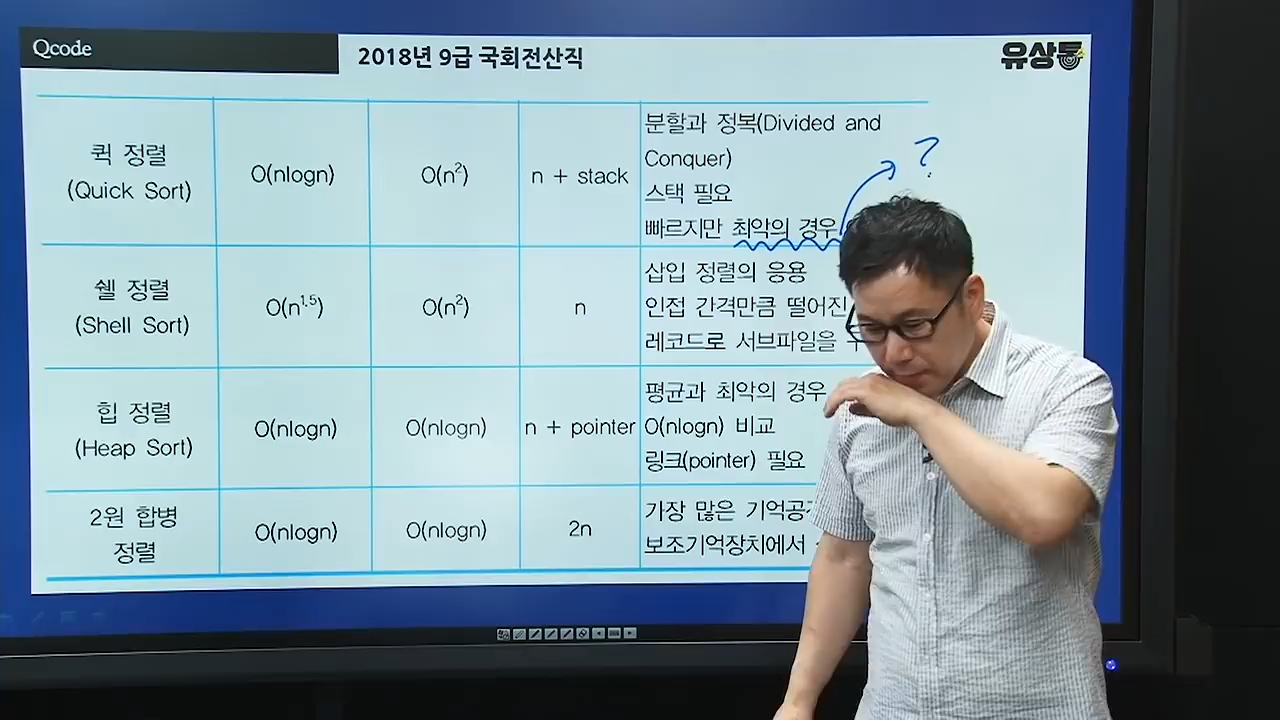 Qcode
2018년 9급 국회전산직
유상통
퀵 정렬
(Quick Sort)
O(nlogn)
O(n²)
n + stack
분할과 정복(Divided and
Conquer)
스택 필요
빠르지만 최악의 경우
?
쉘 정렬
(Shell Sort)
O(n¹·⁵)
O(n²)
n
삽입 정렬의 응용
인접 간격만큼 떨어진
레코드로 서브파일을
힙 정렬
(Heap Sort)
O(nlogn)
O(nlogn)
n + pointer
평균과 최악의 경우
O(nlogn) 비교
링크(pointer) 필요
2원 합병
정렬
O(nlogn)
O(nlogn)
2n
가장 많은
보조기억장치에서